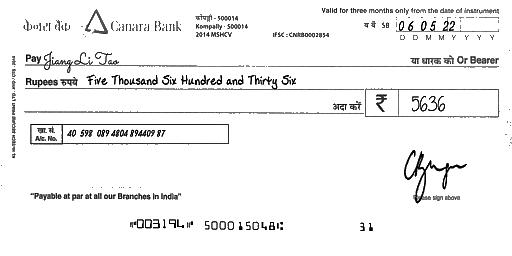 केनरा बैंक Canara Bank
कोंपल्ली - 500014
Kompally - 500014
2014 MSHCV
IFSC : CNRB0002854
Valid for three months only from the date of instrument
SB 06 05 22
D D M M Y Y Y Y
Pay Jiang Li Tao या धारक को Or Bearer
Rupees रुपये Five Thousand Six Hundred and Thirty Six
अदा करें ₹ 5636
खा. सं.
A/c. No. 40 598 089 4804 894409 87
Please sign above
"Payable at par at all our Branches in India"
⑈003194⑈ 500015048⑆ 31